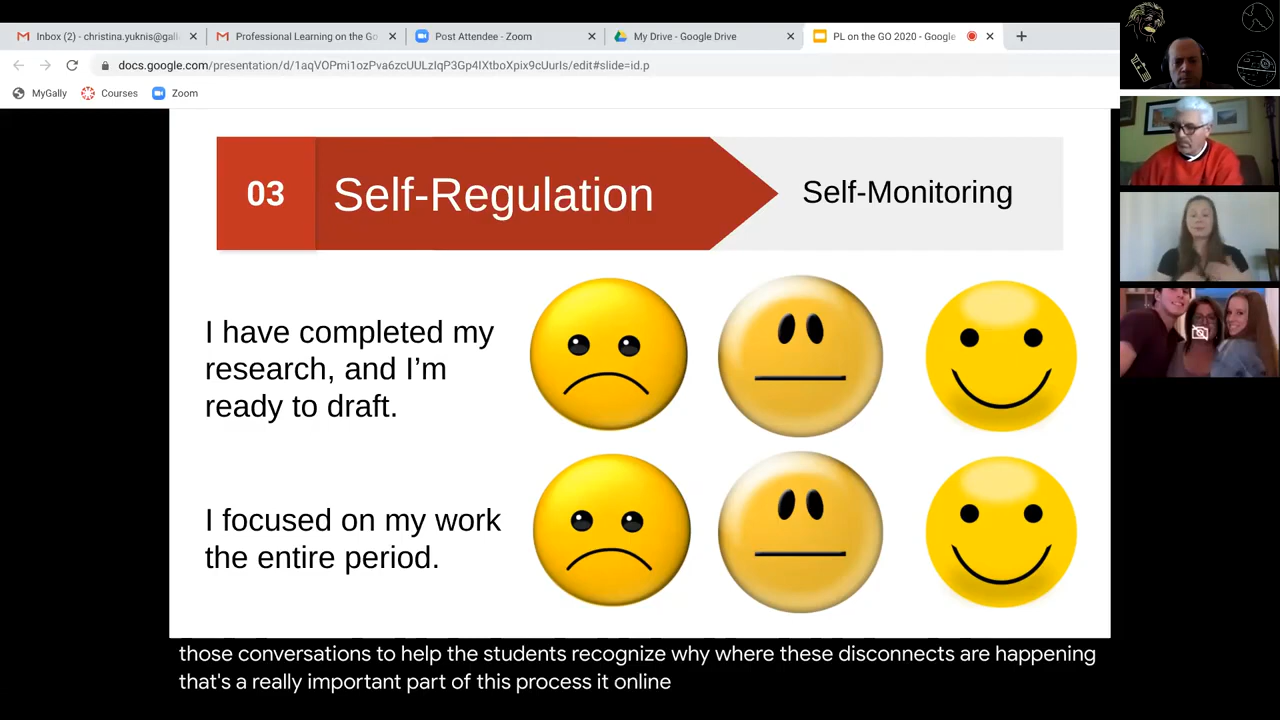 Inbox (2) - christina.yuknis@gall
Professional Learning on the Go
Post Attendee - Zoom
My Drive - Google Drive
PL on the GO 2020 - Google
docs.google.com/presentation/d/1aqVOPmi1ozPva6zcUULzIqP3Gp4IXtboXpix9cUurIs/edit#slide=id.p
MyGally
Courses
Zoom
03
Self-Regulation
Self-Monitoring
I have completed my
research, and I'm
ready to draft.
I focused on my work
the entire period.
those conversations to help the students recognize why where these disconnects are happening
that's a really important part of this process it online